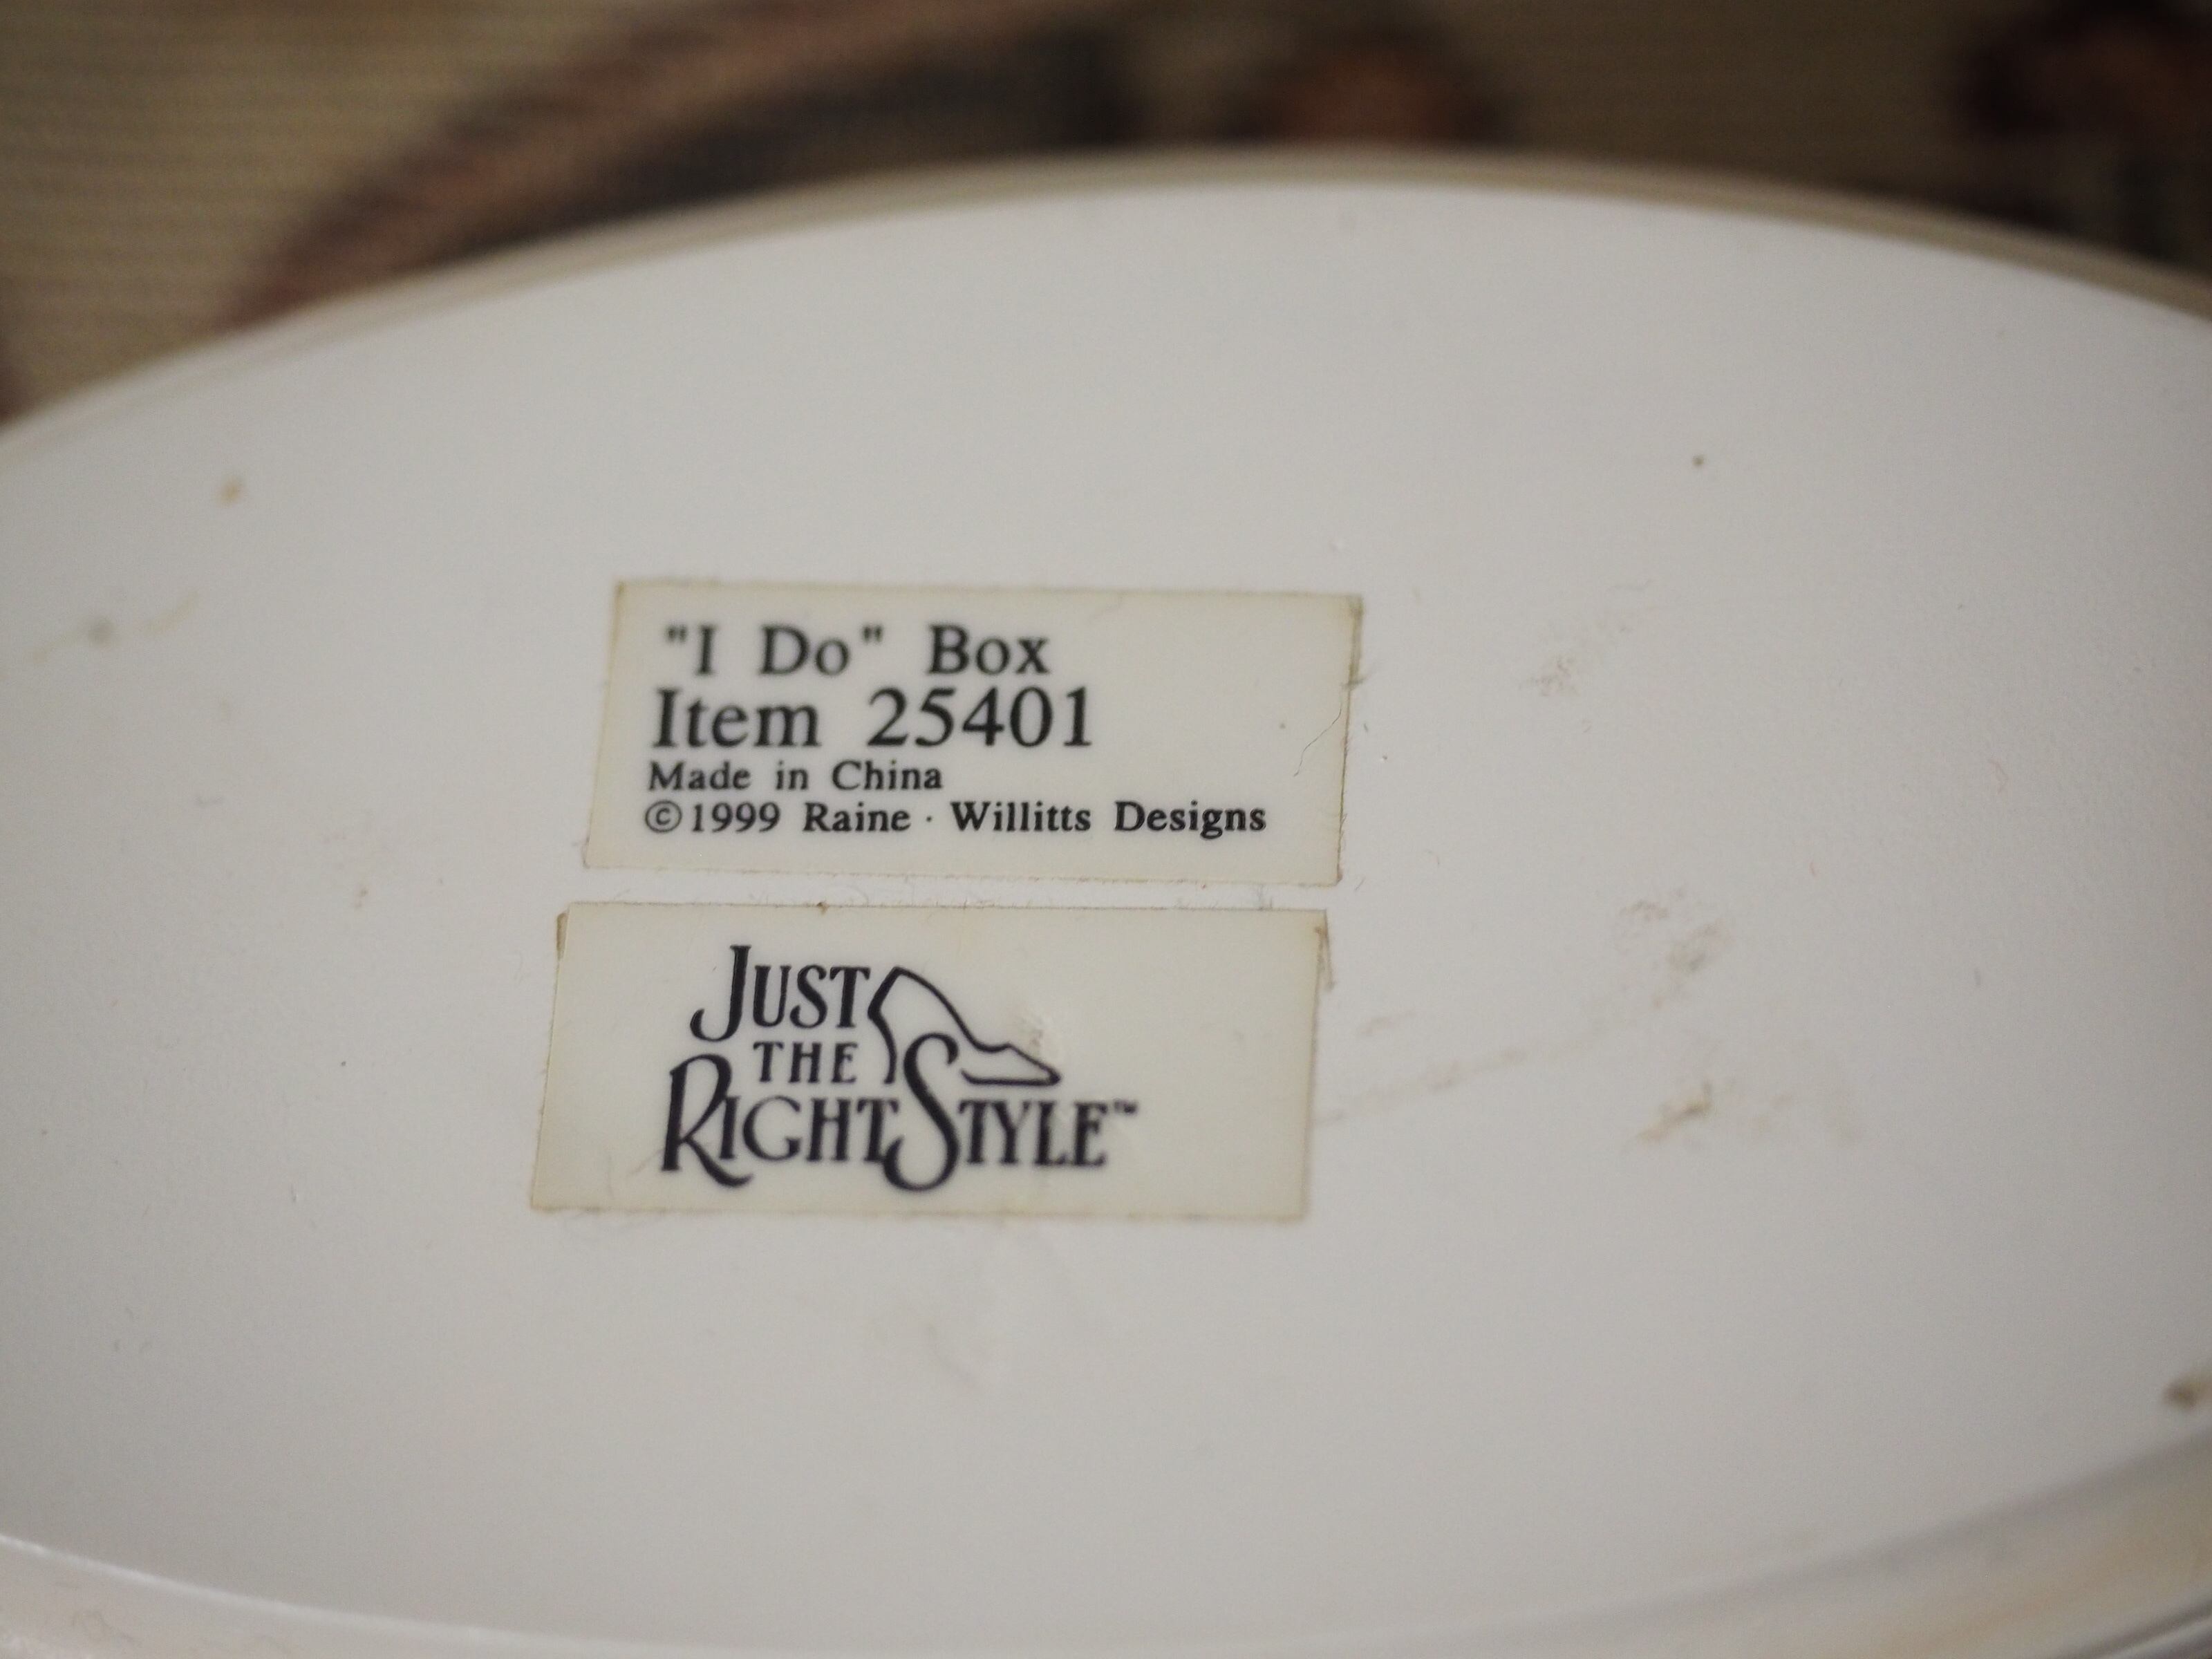 "I Do" Box
Item 25401
Made in China
©1999 Raine · Willitts Designs
JUST
THE
RIGHT STYLE™